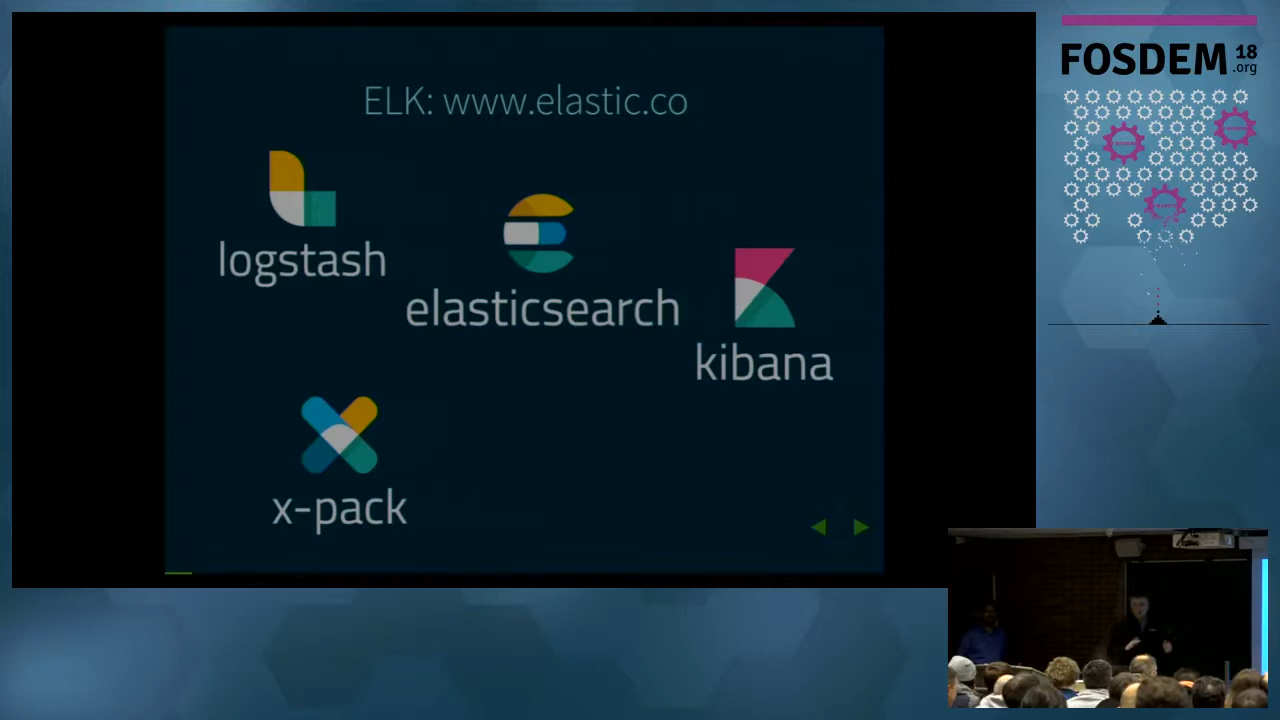 ELK: www.elastic.co
logstash
elasticsearch
kibana
x-pack
FOSDEM 18
.org